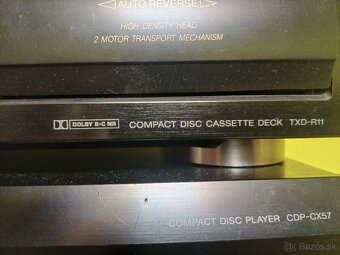 AUTO REVERSE
HIGH DENSITY HEAD
2 MOTOR TRANSPORT MECHANISM
DOLBY B-C NR COMPACT DISC CASSETTE DECK TXD-R11
COMPACT DISC PLAYER CDP-CX57
Bazos.sk